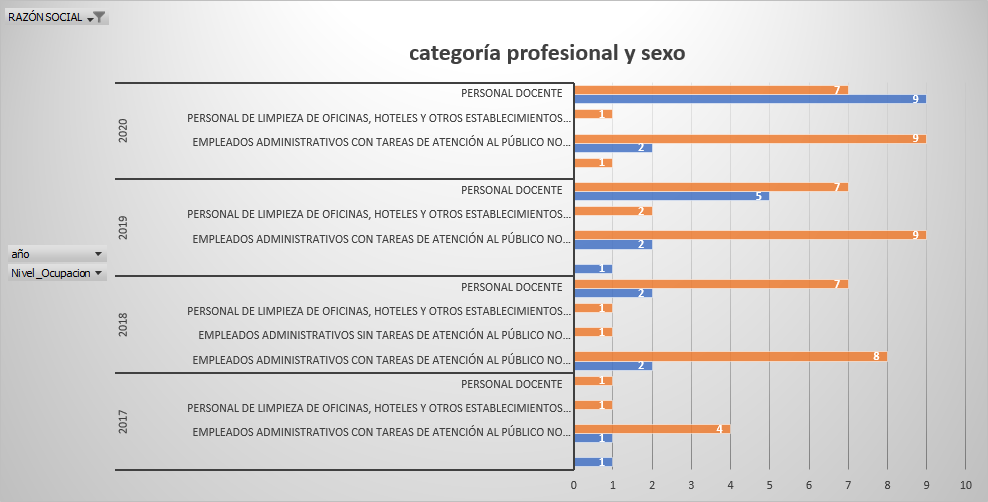 RAZÓN SOCIAL
categoría profesional y sexo
2020
PERSONAL DOCENTE
7
9
PERSONAL DE LIMPIEZA DE OFICINAS, HOTELES Y OTROS ESTABLECIMIENTOS...
1
EMPLEADOS ADMINISTRATIVOS CON TAREAS DE ATENCIÓN AL PÚBLICO NO...
9
2
1
2019
PERSONAL DOCENTE
7
5
PERSONAL DE LIMPIEZA DE OFICINAS, HOTELES Y OTROS ESTABLECIMIENTOS...
2
EMPLEADOS ADMINISTRATIVOS CON TAREAS DE ATENCIÓN AL PÚBLICO NO...
9
2
1
año
Nivel_Ocupacion
2018
PERSONAL DOCENTE
7
2
PERSONAL DE LIMPIEZA DE OFICINAS, HOTELES Y OTROS ESTABLECIMIENTOS...
1
EMPLEADOS ADMINISTRATIVOS SIN TAREAS DE ATENCIÓN AL PÚBLICO NO...
1
EMPLEADOS ADMINISTRATIVOS CON TAREAS DE ATENCIÓN AL PÚBLICO NO...
8
2
2017
PERSONAL DOCENTE
1
PERSONAL DE LIMPIEZA DE OFICINAS, HOTELES Y OTROS ESTABLECIMIENTOS...
1
EMPLEADOS ADMINISTRATIVOS CON TAREAS DE ATENCIÓN AL PÚBLICO NO...
4
1
1
0 1 2 3 4 5 6 7 8 9 10